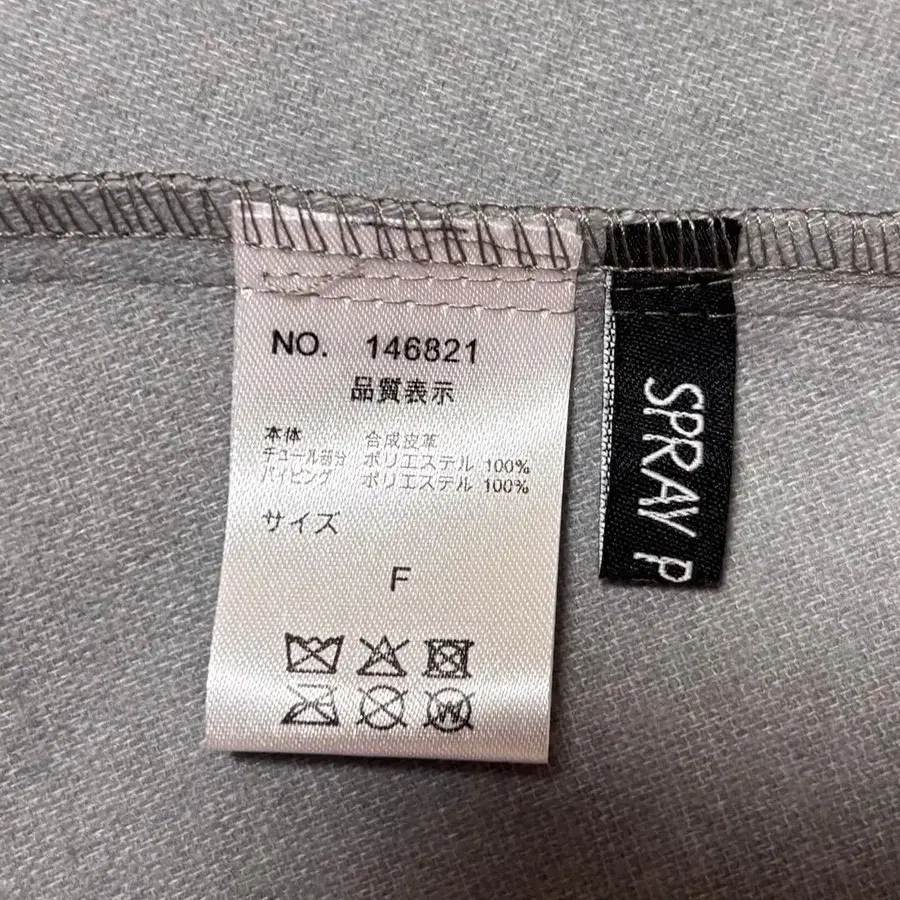 NO. 146821
品質表示
本体 合成皮革
チュール部分 ポリエステル 100%
パイピング ポリエステル 100%
サイズ
F
SPRAY P